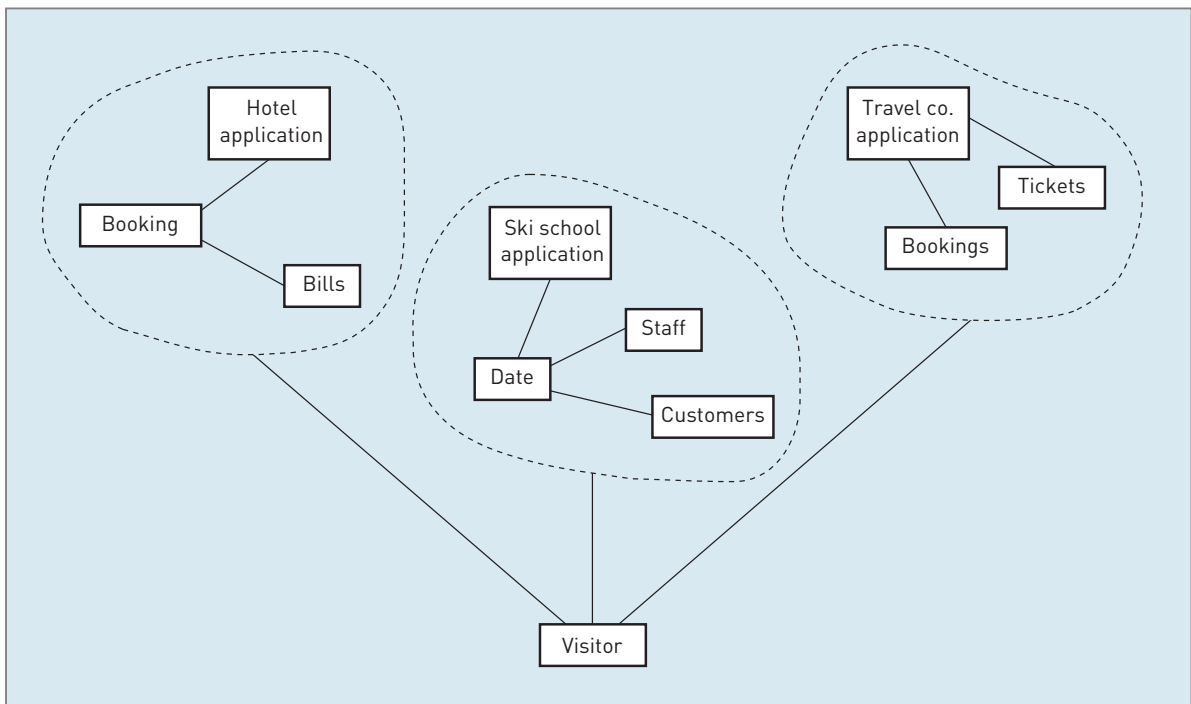 Hotel
application
Booking
Bills
Ski school
application
Staff
Date
Customers
Travel co.
application
Tickets
Bookings
Visitor